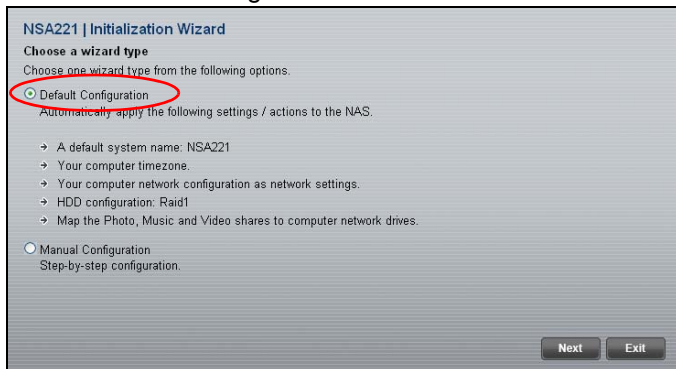 NSA221 | Initialization Wizard
Choose a wizard type
Choose one wizard type from the following options.
Default Configuration
Automatically apply the following settings / actions to the NAS.
→ A default system name: NSA221
→ Your computer timezone.
→ Your computer network configuration as network settings.
→ HDD configuration: Raid1
→ Map the Photo, Music and Video shares to computer network drives.
Manual Configuration
Step-by-step configuration.
Next Exit